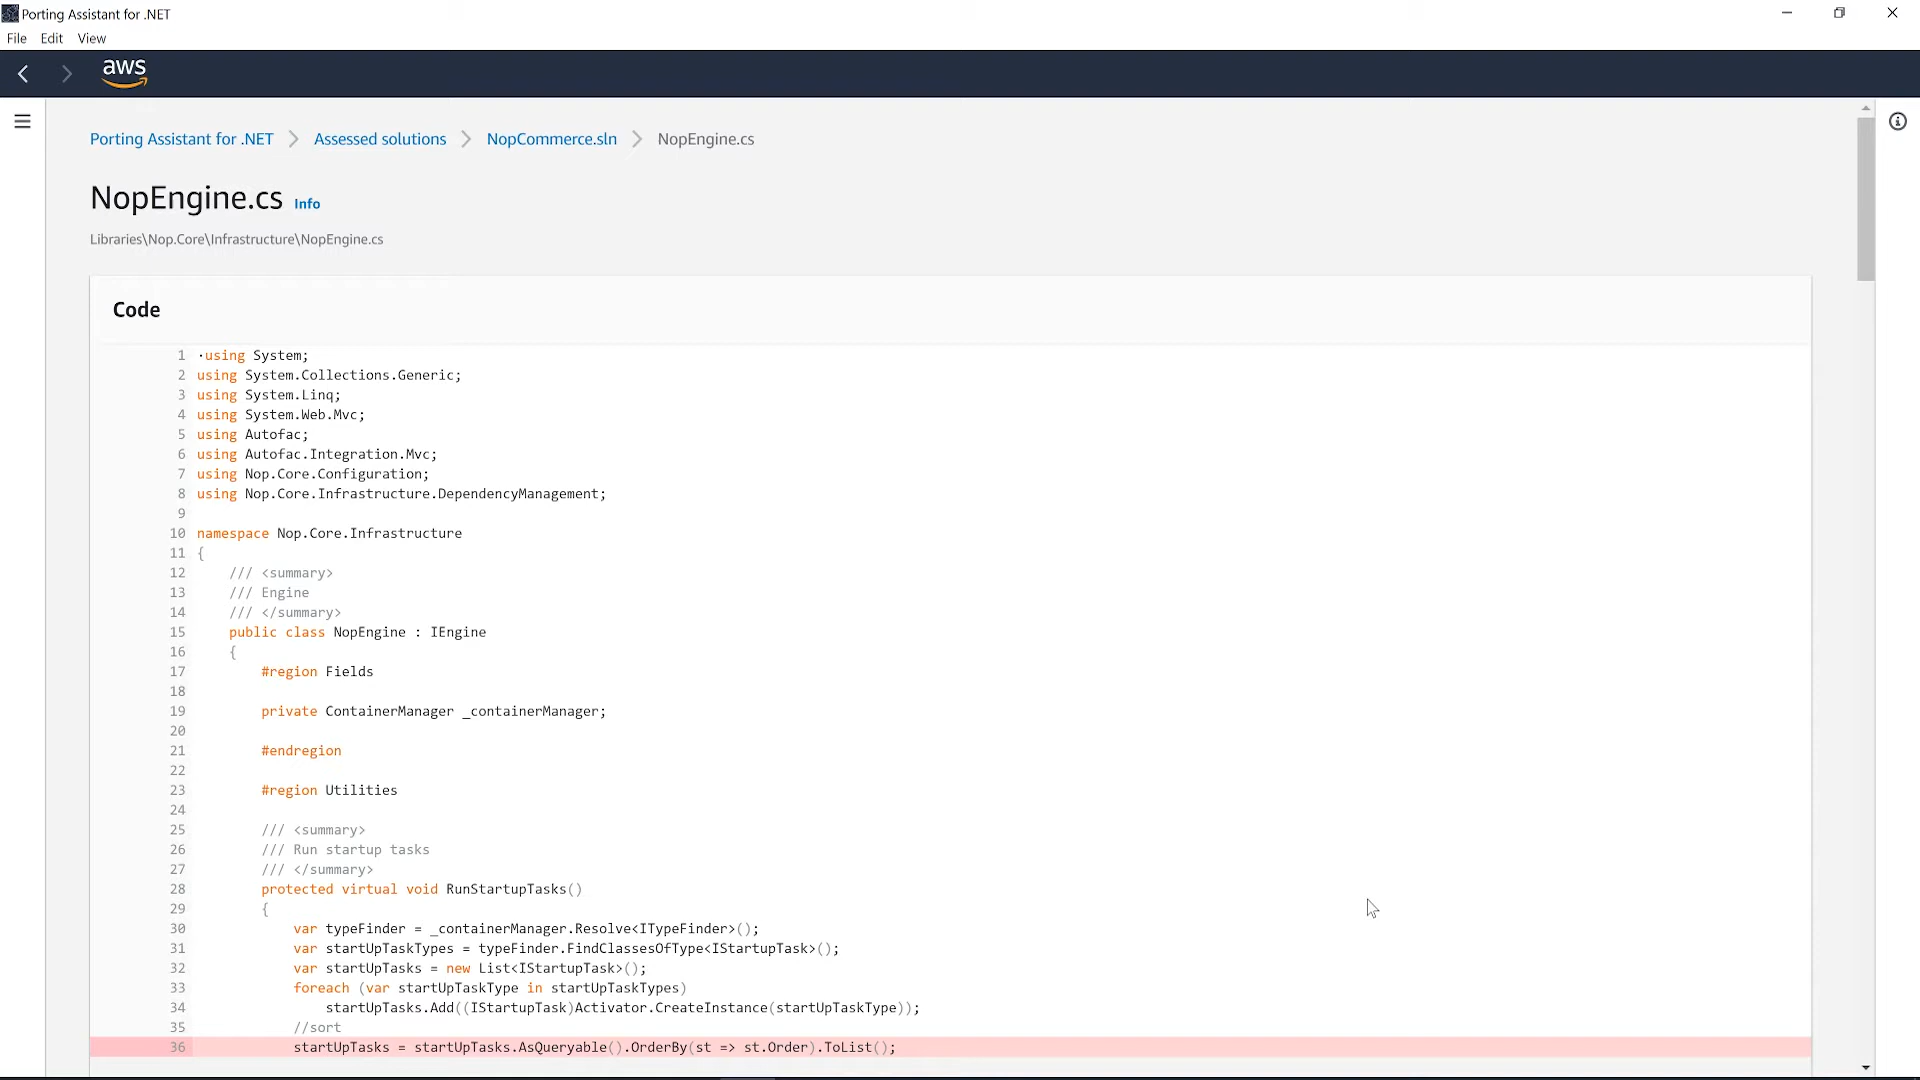 Porting Assistant for .NET
File Edit View
aws
Porting Assistant for .NET Assessed solutions NopCommerce.sln NopEngine.cs
NopEngine.cs Info
Libraries\Nop.Core\Infrastructure\NopEngine.cs
Code
1 ·using System;
2 using System.Collections.Generic;
3 using System.Linq;
4 using System.Web.Mvc;
5 using Autofac;
6 using Autofac.Integration.Mvc;
7 using Nop.Core.Configuration;
8 using Nop.Core.Infrastructure.DependencyManagement;
9
10 namespace Nop.Core.Infrastructure
11 {
12     /// <summary>
13     /// Engine
14     /// </summary>
15     public class NopEngine : IEngine
16     {
17         #region Fields
18
19         private ContainerManager _containerManager;
20
21         #endregion
22
23         #region Utilities
24
25         /// <summary>
26         /// Run startup tasks
27         /// </summary>
28         protected virtual void RunStartupTasks()
29         {
30             var typeFinder = _containerManager.Resolve<ITypeFinder>();
31             var startUpTaskTypes = typeFinder.FindClassesOfType<IStartupTask>();
32             var startUpTasks = new List<IStartupTask>();
33             foreach (var startUpTaskType in startUpTaskTypes)
34                 startUpTasks.Add((IStartupTask)Activator.CreateInstance(startUpTaskType));
35             //sort
36             startUpTasks = startUpTasks.AsQueryable().OrderBy(st => st.Order).ToList();